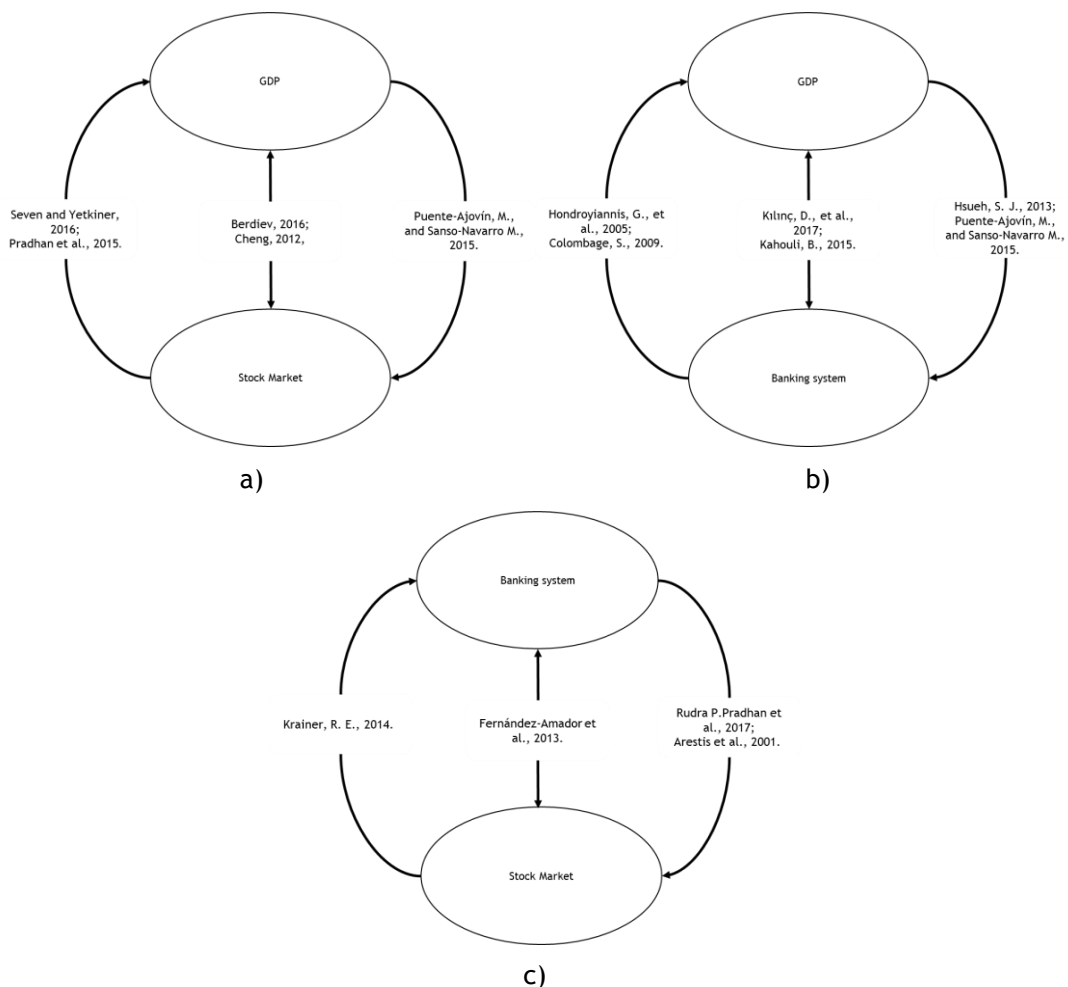 GDP
Seven and Yetkiner,
2016;
Pradhan et al., 2015.
Berdiev, 2016;
Cheng, 2012,
Puente-Ajovín, M.,
and Sanso-Navarro M.,
2015.
Stock Market
a)
GDP
Hondroyiannis, G., et
al., 2005;
Colombage, S., 2009.
Kılınç, D., et al.,
2017;
Kahouli, B., 2015.
Hsueh, S. J., 2013;
Puente-Ajovín, M.,
and Sanso-Navarro M.,
2015.
Banking system
b)
Banking system
Krainer, R. E., 2014.
Fernández-Amador et
al., 2013.
Rudra P.Pradhan et
al., 2017;
Arestis et al., 2001.
Stock Market
c)